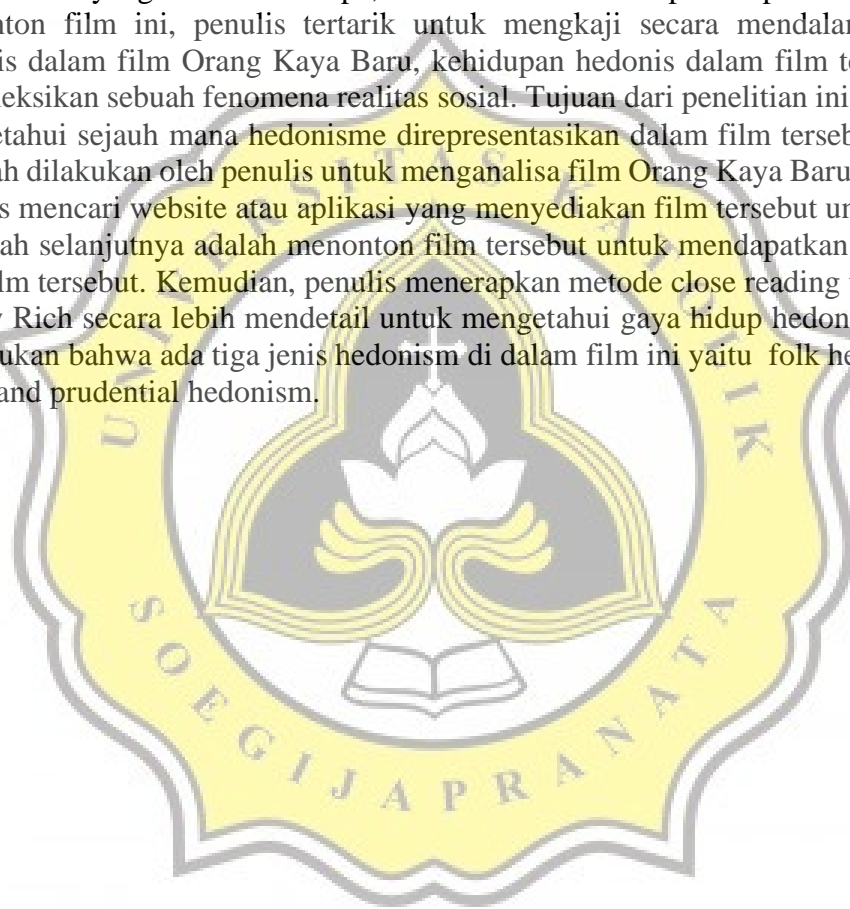 nton film ini, penulis tertarik untuk mengkaji secara mendalam
is dalam film Orang Kaya Baru, kehidupan hedonis dalam film te
leksikan sebuah fenomena realitas sosial. Tujuan dari penelitian ini
etahui sejauh mana hedonisme direpresentasikan dalam film terseb
ah dilakukan oleh penulis untuk menganalisa film Orang Kaya Baru
s mencari website atau aplikasi yang menyediakan film tersebut un
ah selanjutnya adalah menonton film tersebut untuk mendapatkan
lm tersebut. Kemudian, penulis menerapkan metode close reading
y Rich secara lebih mendetail untuk mengetahui gaya hidup hedon
ukan bahwa ada tiga jenis hedonism di dalam film ini yaitu folk he
and prudential hedonism.
UNIVERSITAS KATOLIK
SOEGIJAPRANATA